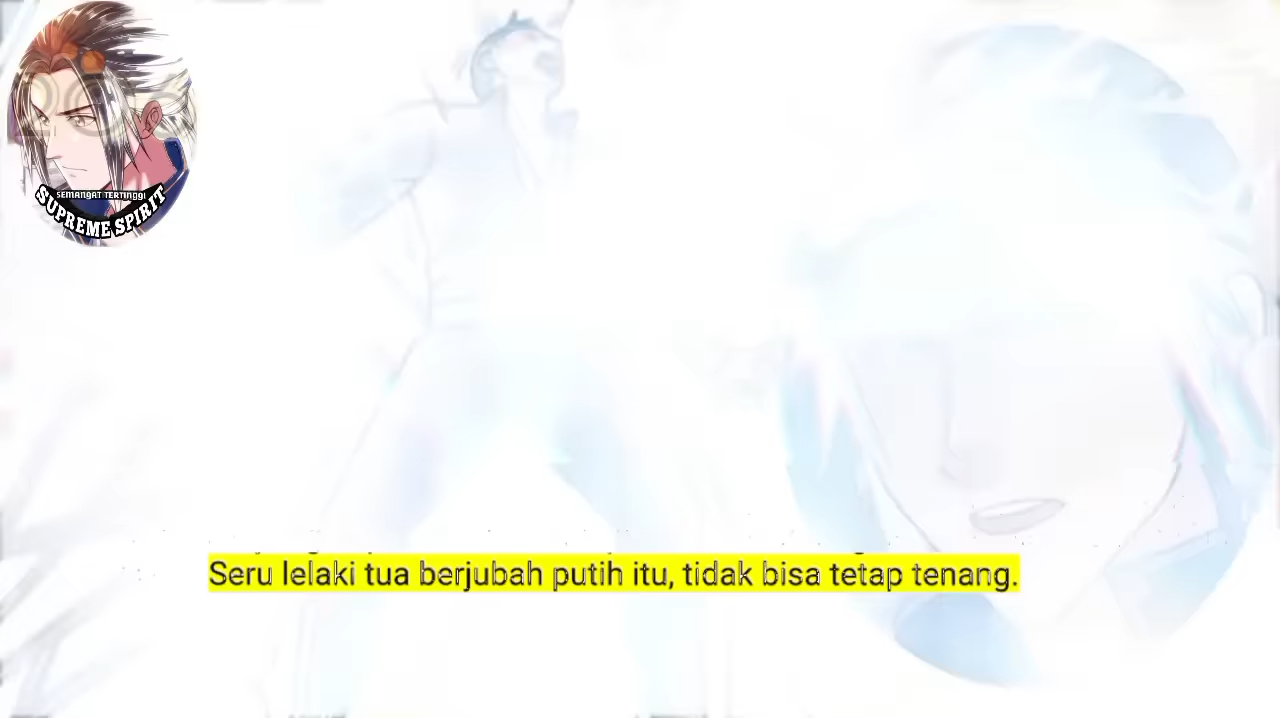 SEMANGAT TERTINGGI
SUPREME SPIRIT
Seru lelaki tua berjubah putih itu, tidak bisa tetap tenang.